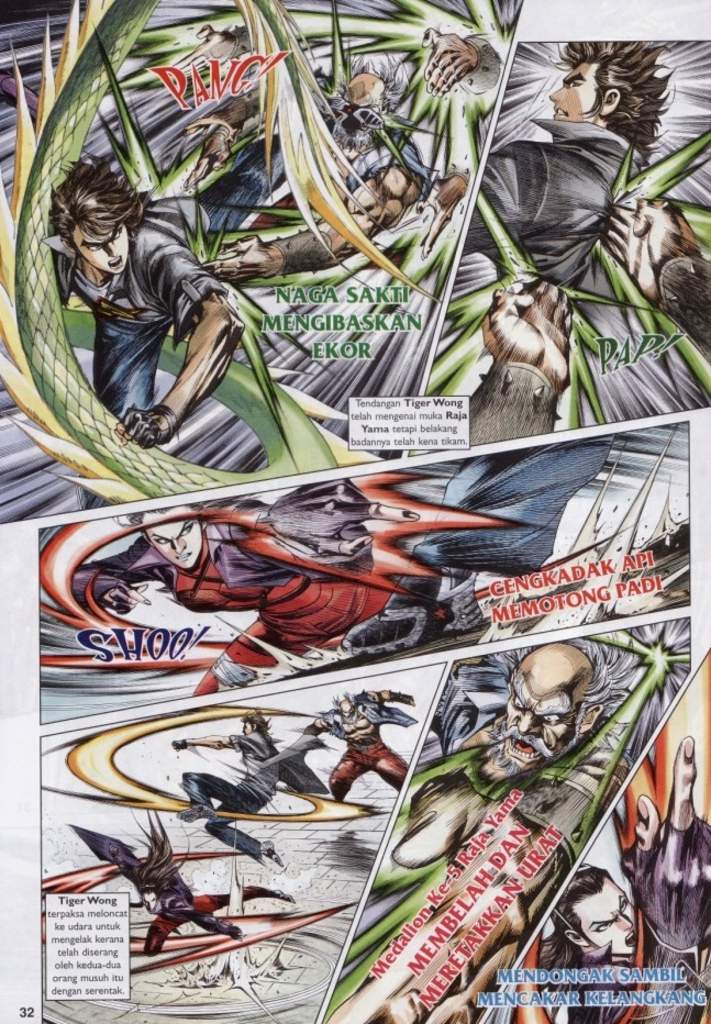 PANG!
NAGA SAKTI
MENGIBASKAN
EKOR
PAP!
Tendangan Tiger Wong
telah mengenai muka Raja
Yama tetapi belakang
badannya telah kena tikam.
CENGKADAK API
MEMOTONG PADI
SHOO!
Tiger Wong
terpaksa meloncat
ke udara untuk
mengelak kerana
telah diserang
oleh kedua-dua
orang musuh itu
dengan serentak.
Medallion Ke-5 Raja Yama
MEMBELAH DAN
MERETAKKAN URAT
MENDONGAK SAMBIL
MENCAKAR KELANGKANG
32